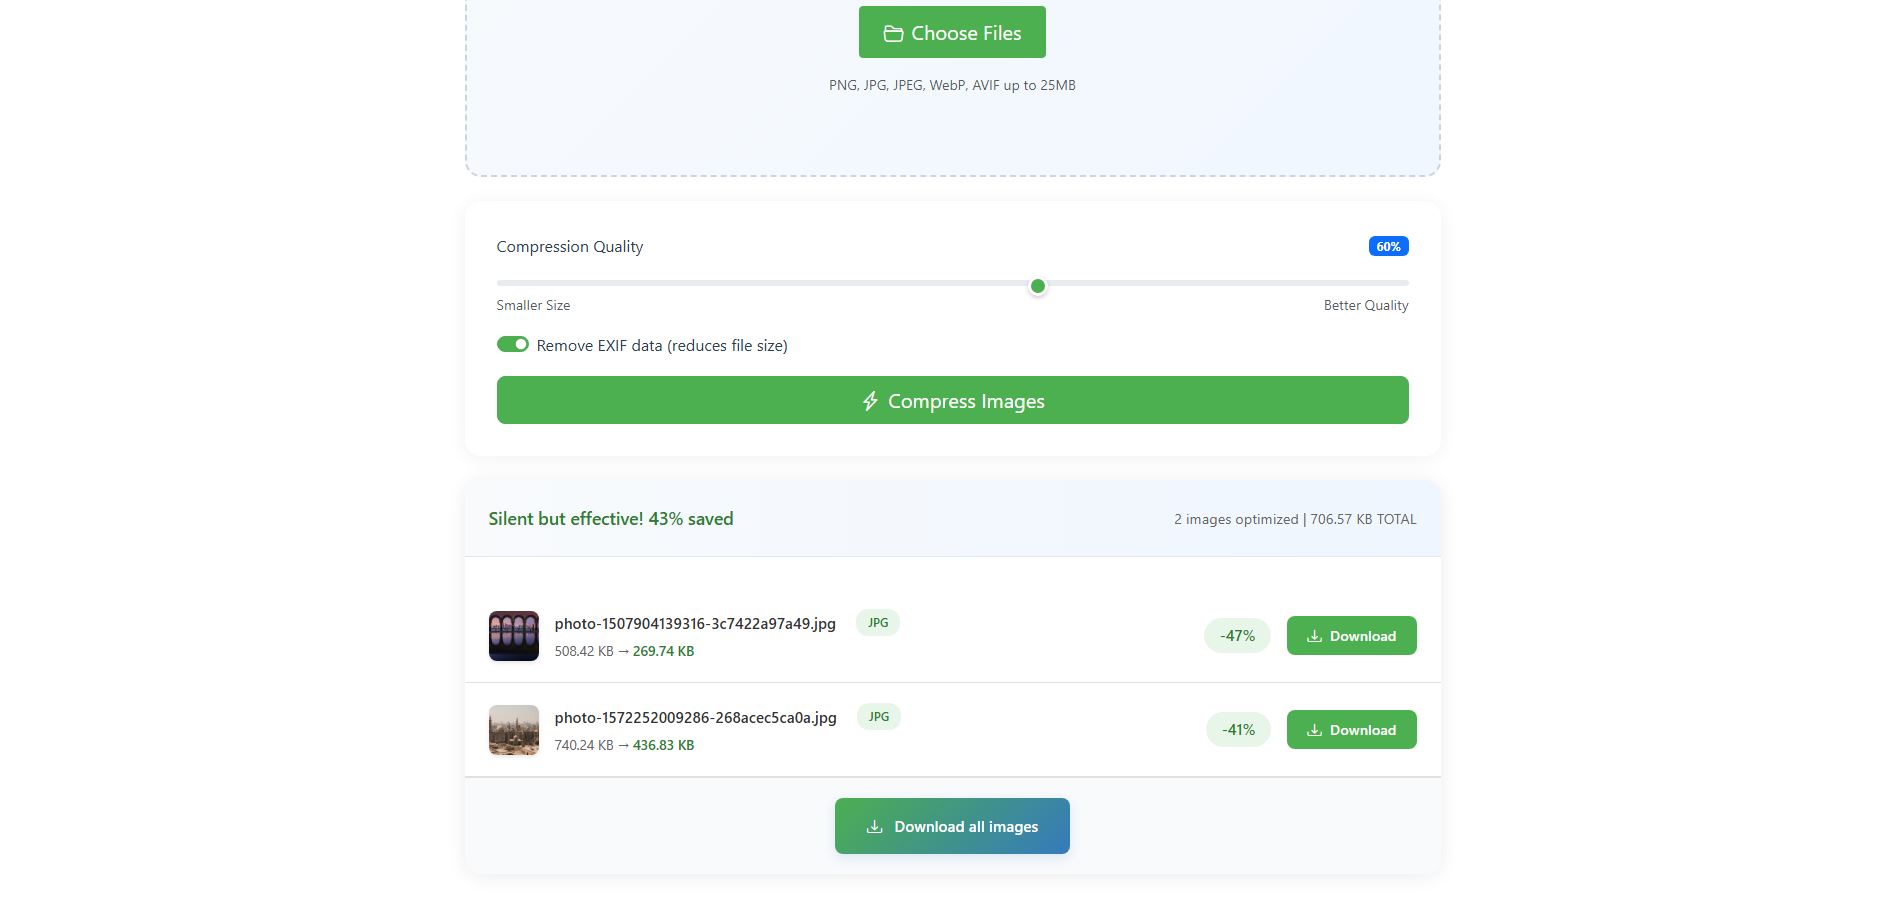 Choose Files
PNG, JPG, JPEG, WebP, AVIF up to 25MB
Compression Quality
60%
Smaller Size
Better Quality
Remove EXIF data (reduces file size)
Compress Images
Silent but effective! 43% saved
2 images optimized | 706.57 KB TOTAL
photo-1507904139316-3c7422a97a49.jpg
JPG
508.42 KB → 269.74 KB
-47%
Download
photo-1572252009286-268acec5ca0a.jpg
JPG
740.24 KB → 436.83 KB
-41%
Download
Download all images